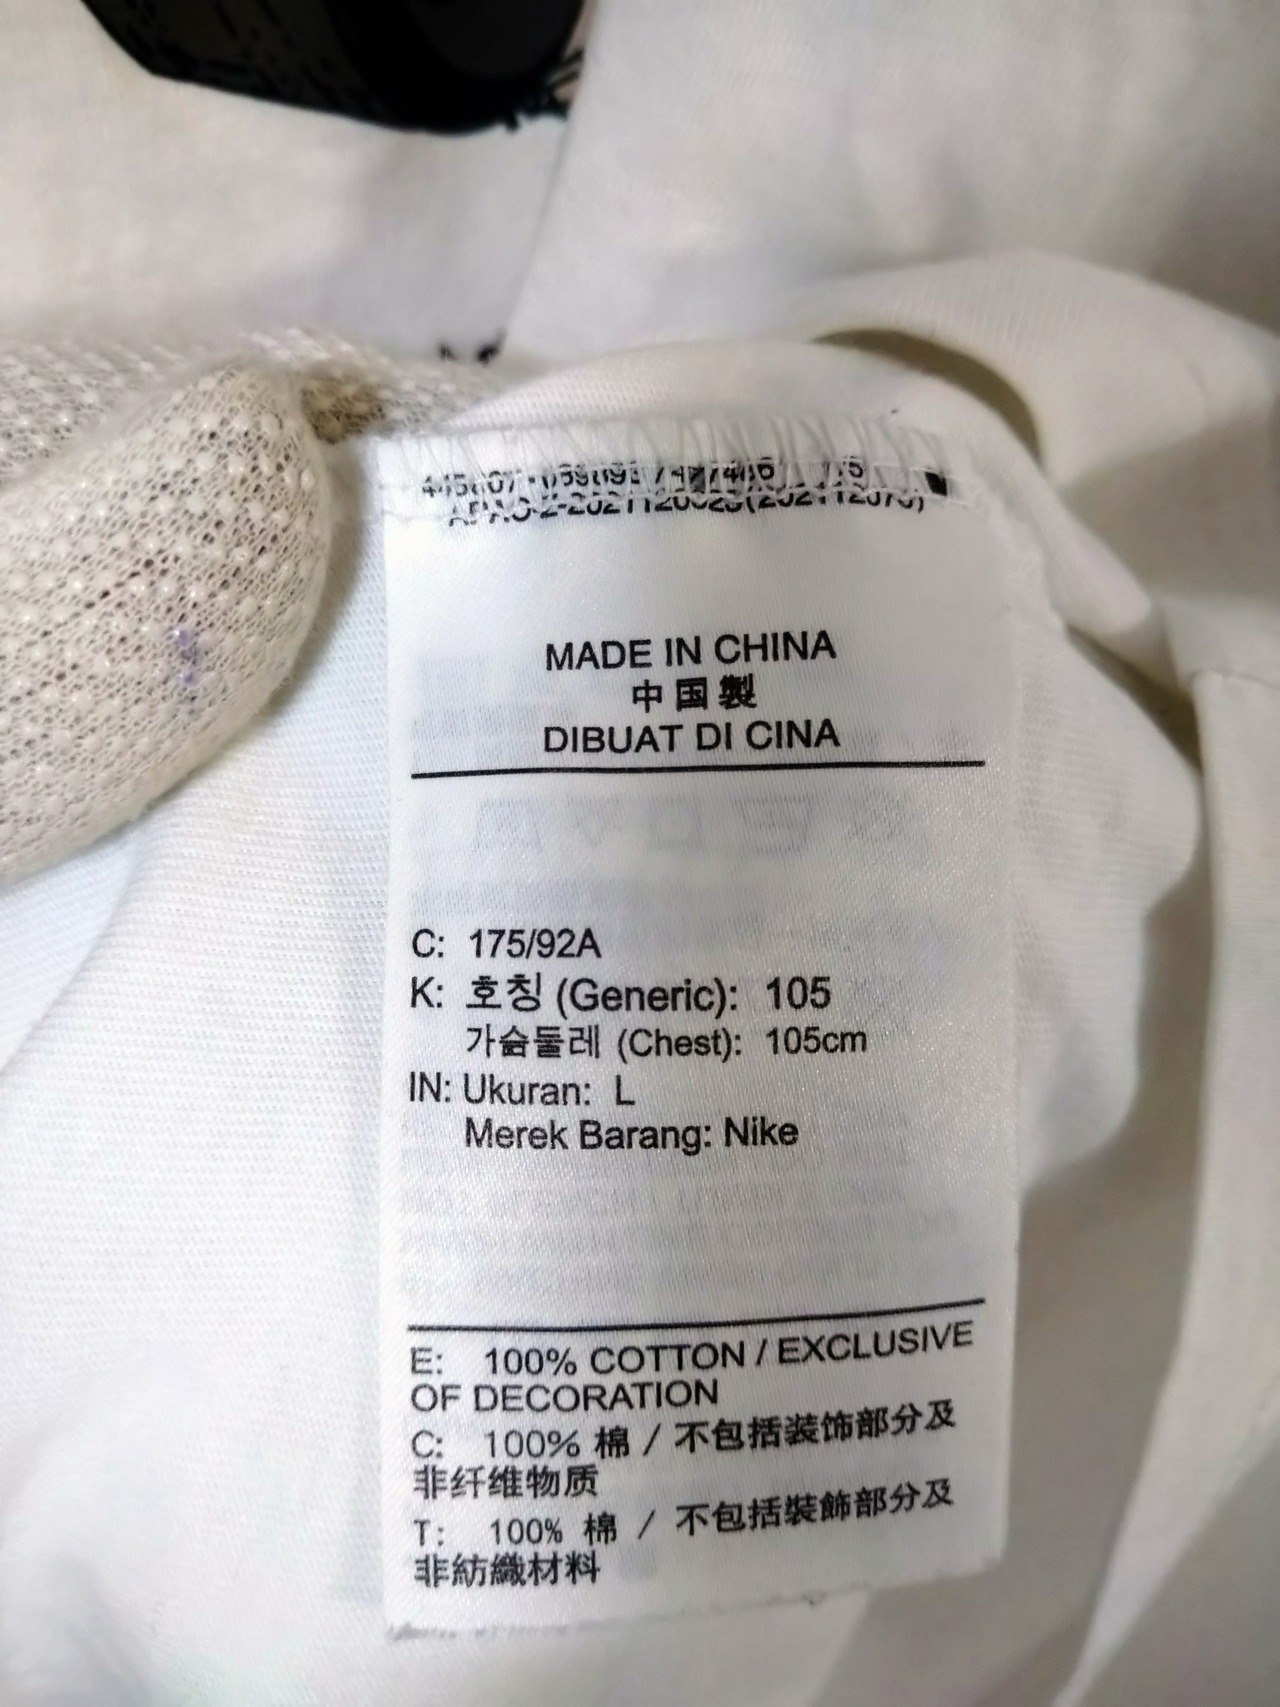 MADE IN CHINA
中国製
DIBUAT DI CINA
C: 175/92A
K: 호칭 (Generic): 105
가슴둘레 (Chest): 105cm
IN: Ukuran: L
Merek Barang: Nike
E: 100% COTTON / EXCLUSIVE
OF DECORATION
C: 100% 棉 / 不包括装饰部分及
非纤维物质
T: 100% 棉 / 不包括裝飾部分及
非紡織材料